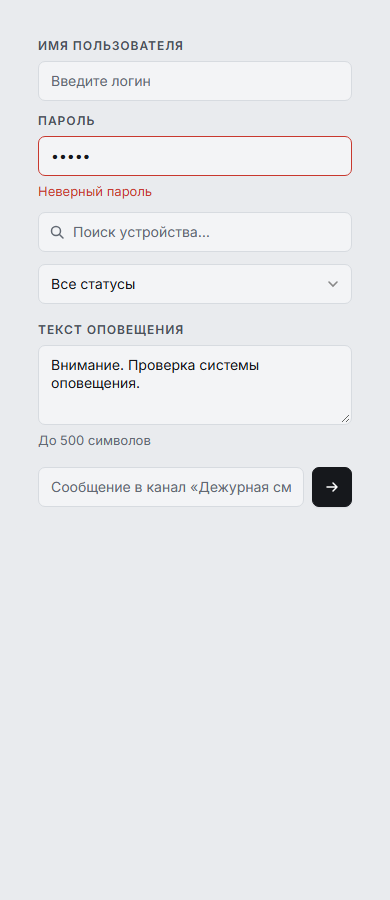 ИМЯ ПОЛЬЗОВАТЕЛЯ
Введите логин
ПАРОЛЬ
•••••
Неверный пароль
Поиск устройства...
Все статусы
ТЕКСТ ОПОВЕЩЕНИЯ
Внимание. Проверка системы
оповещения.
До 500 символов
Сообщение в канал «Дежурная см